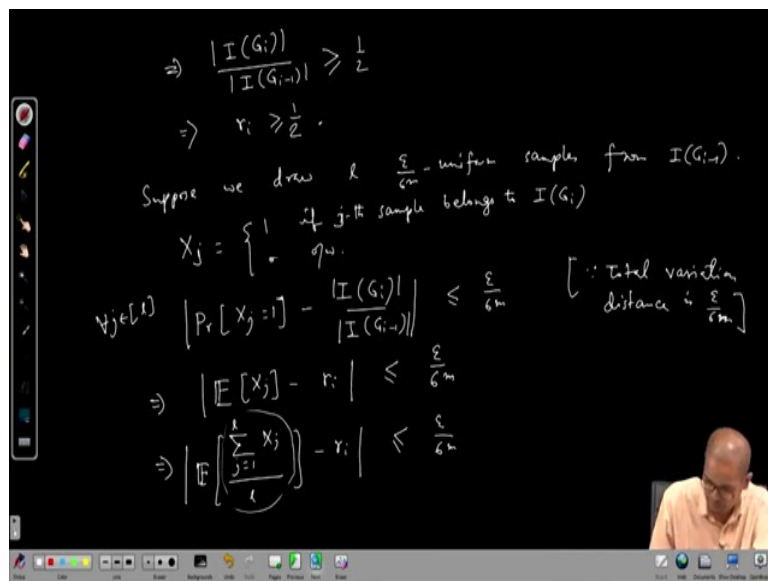 ⇒ |I(Gᵢ)| / |I(Gᵢ₋₁)| ⩾ 1/2
⇒ rᵢ ⩾ 1/2 .
Suppose we draw l ε/6m-uniform samples from I(Gᵢ₋₁).
Xⱼ = { 1 if j-th sample belongs to I(Gᵢ)
0 o/w.
∀j∈[l] | Pr[Xⱼ=1] − |I(Gᵢ)| / |I(Gᵢ₋₁)| | ≤ ε/6m [∵ Total variation distance is ε/6m]
⇒ | 𝔼[Xⱼ] − rᵢ | ≤ ε/6m
⇒ | 𝔼[ ∑ⱼ₌₁ˡ Xⱼ / l ] − rᵢ | ≤ ε/6m